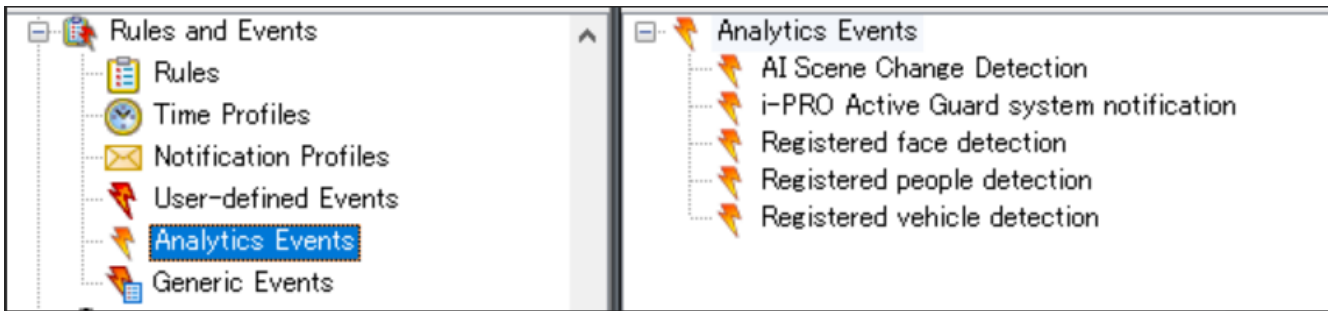 Rules and Events
Rules
Time Profiles
Notification Profiles
User-defined Events
Analytics Events
Generic Events
Analytics Events
AI Scene Change Detection
i-PRO Active Guard system notification
Registered face detection
Registered people detection
Registered vehicle detection